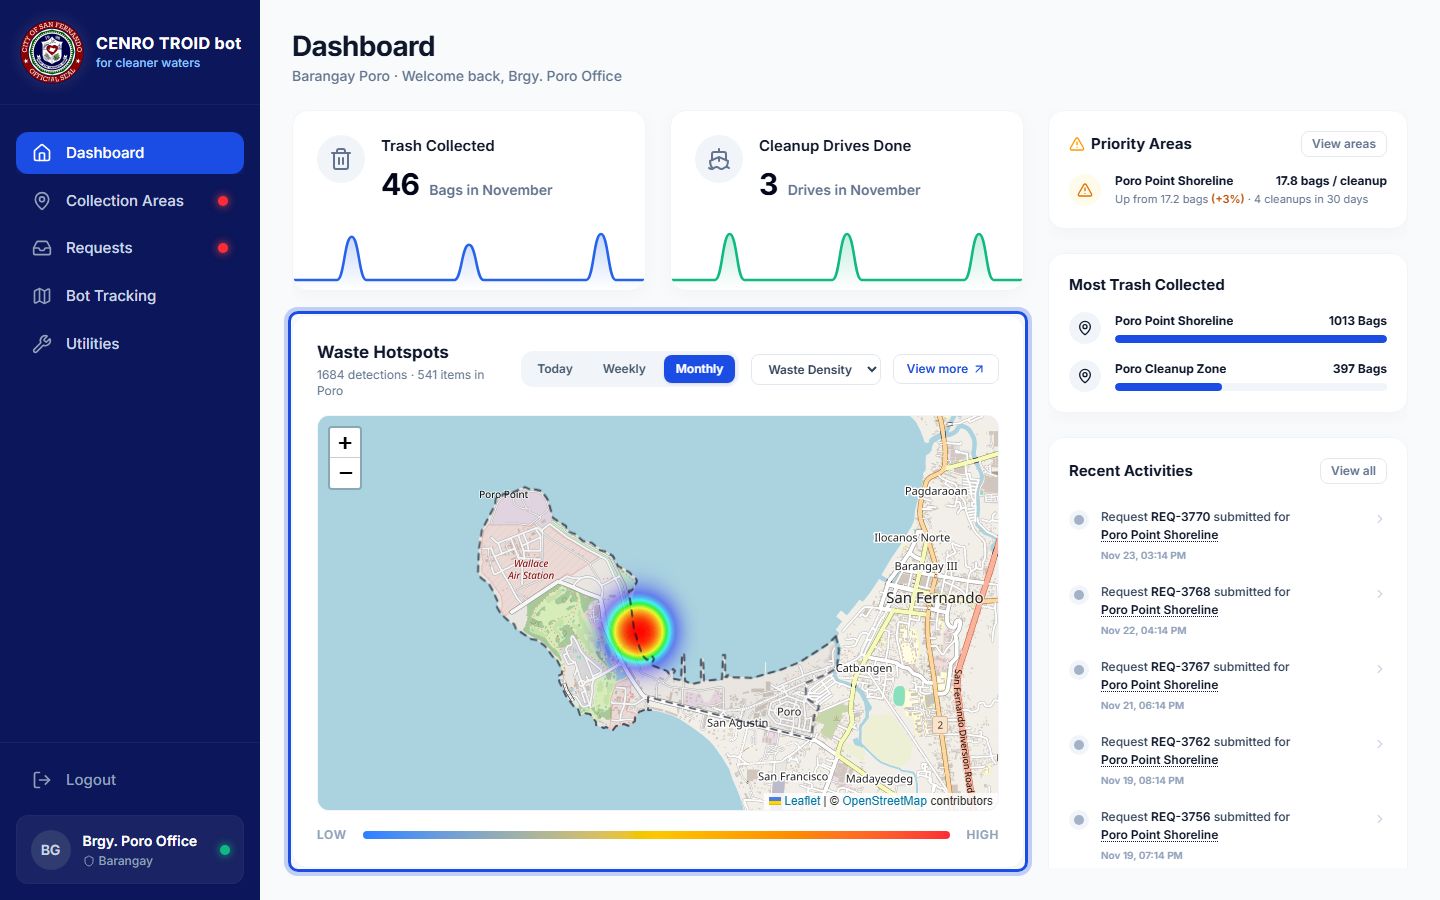 CITY OF SAN FERNANDO
OFFICIAL SEAL
CENRO TROID bot
for cleaner waters
Dashboard
Collection Areas
Requests
Bot Tracking
Utilities
Logout
BG
Brgy. Poro Office
Barangay
Dashboard
Barangay Poro · Welcome back, Brgy. Poro Office
Trash Collected
46 Bags in November
Cleanup Drives Done
3 Drives in November
Waste Hotspots
1684 detections · 541 items in
Poro
Today
Weekly
Monthly
Waste Density
View more
+
−
Poro Point
Wallace
Air Station
Pagdaraoan
Ilocanos Norte
Barangay III
San Fernando
Catbengen
San Fernando Diversion Road
Poro
San Agustin
2
San Francisco
Madayegdeg
Leaflet | © OpenStreetMap contributors
LOW
HIGH
Priority Areas
View areas
Poro Point Shoreline 17.8 bags / cleanup
Up from 17.2 bags (+3%) · 4 cleanups in 30 days
Most Trash Collected
Poro Point Shoreline 1013 Bags
Poro Cleanup Zone 397 Bags
Recent Activities
View all
Request REQ-3770 submitted for
Poro Point Shoreline
Nov 23, 03:14 PM
Request REQ-3768 submitted for
Poro Point Shoreline
Nov 22, 04:14 PM
Request REQ-3767 submitted for
Poro Point Shoreline
Nov 21, 06:14 PM
Request REQ-3762 submitted for
Poro Point Shoreline
Nov 19, 08:14 PM
Request REQ-3756 submitted for
Poro Point Shoreline
Nov 19, 07:14 PM